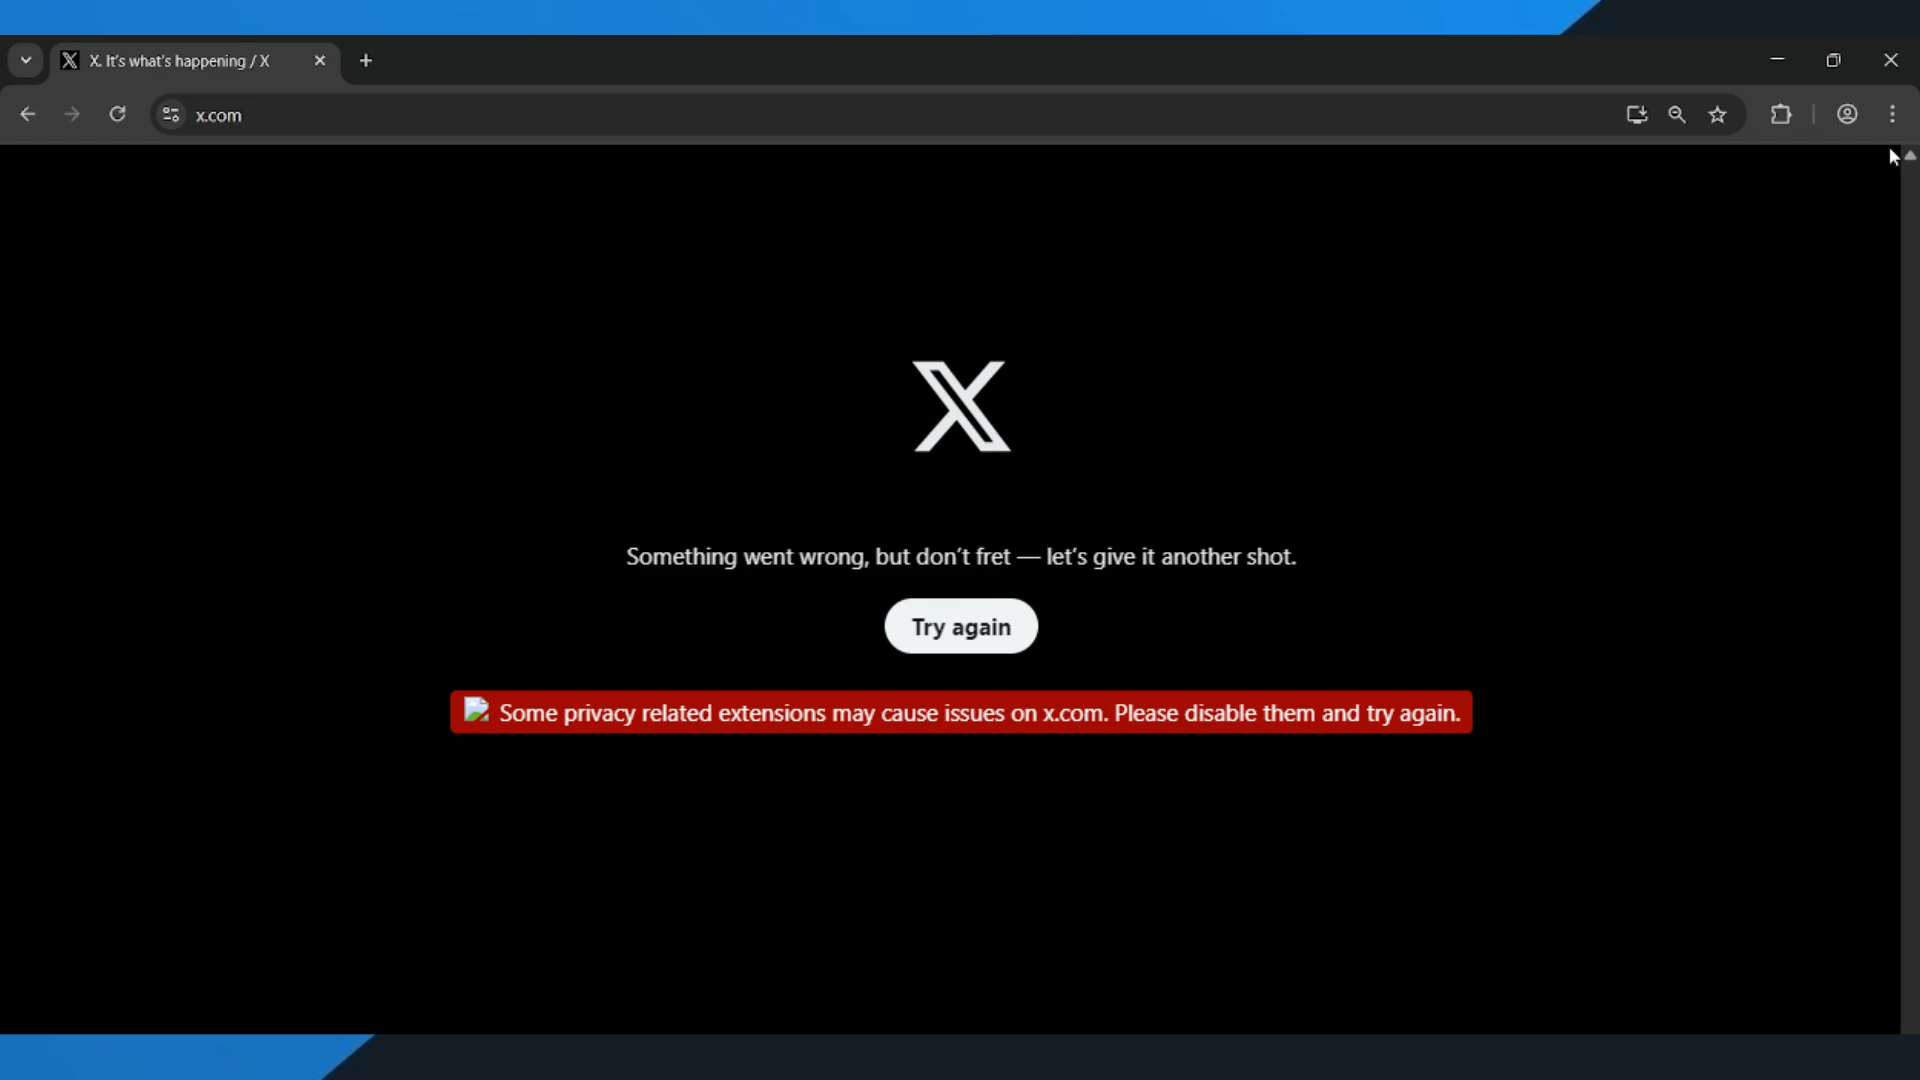 X. It's what's happening / X
x.com
Something went wrong, but don’t fret — let’s give it another shot.
Try again
Some privacy related extensions may cause issues on x.com. Please disable them and try again.